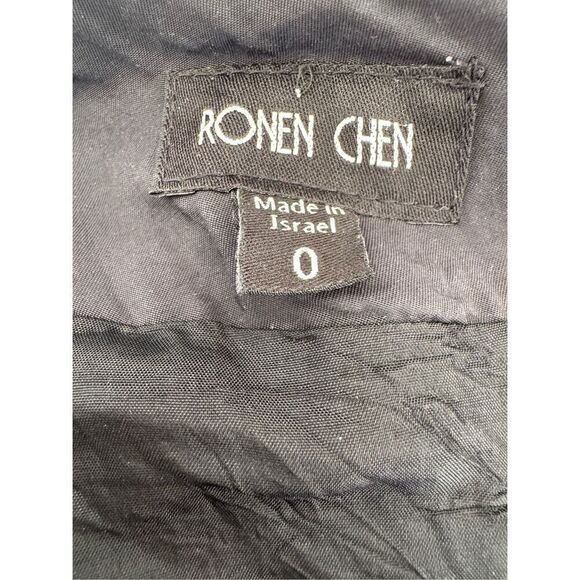 RONEN CHEN
Made in
Israel
0